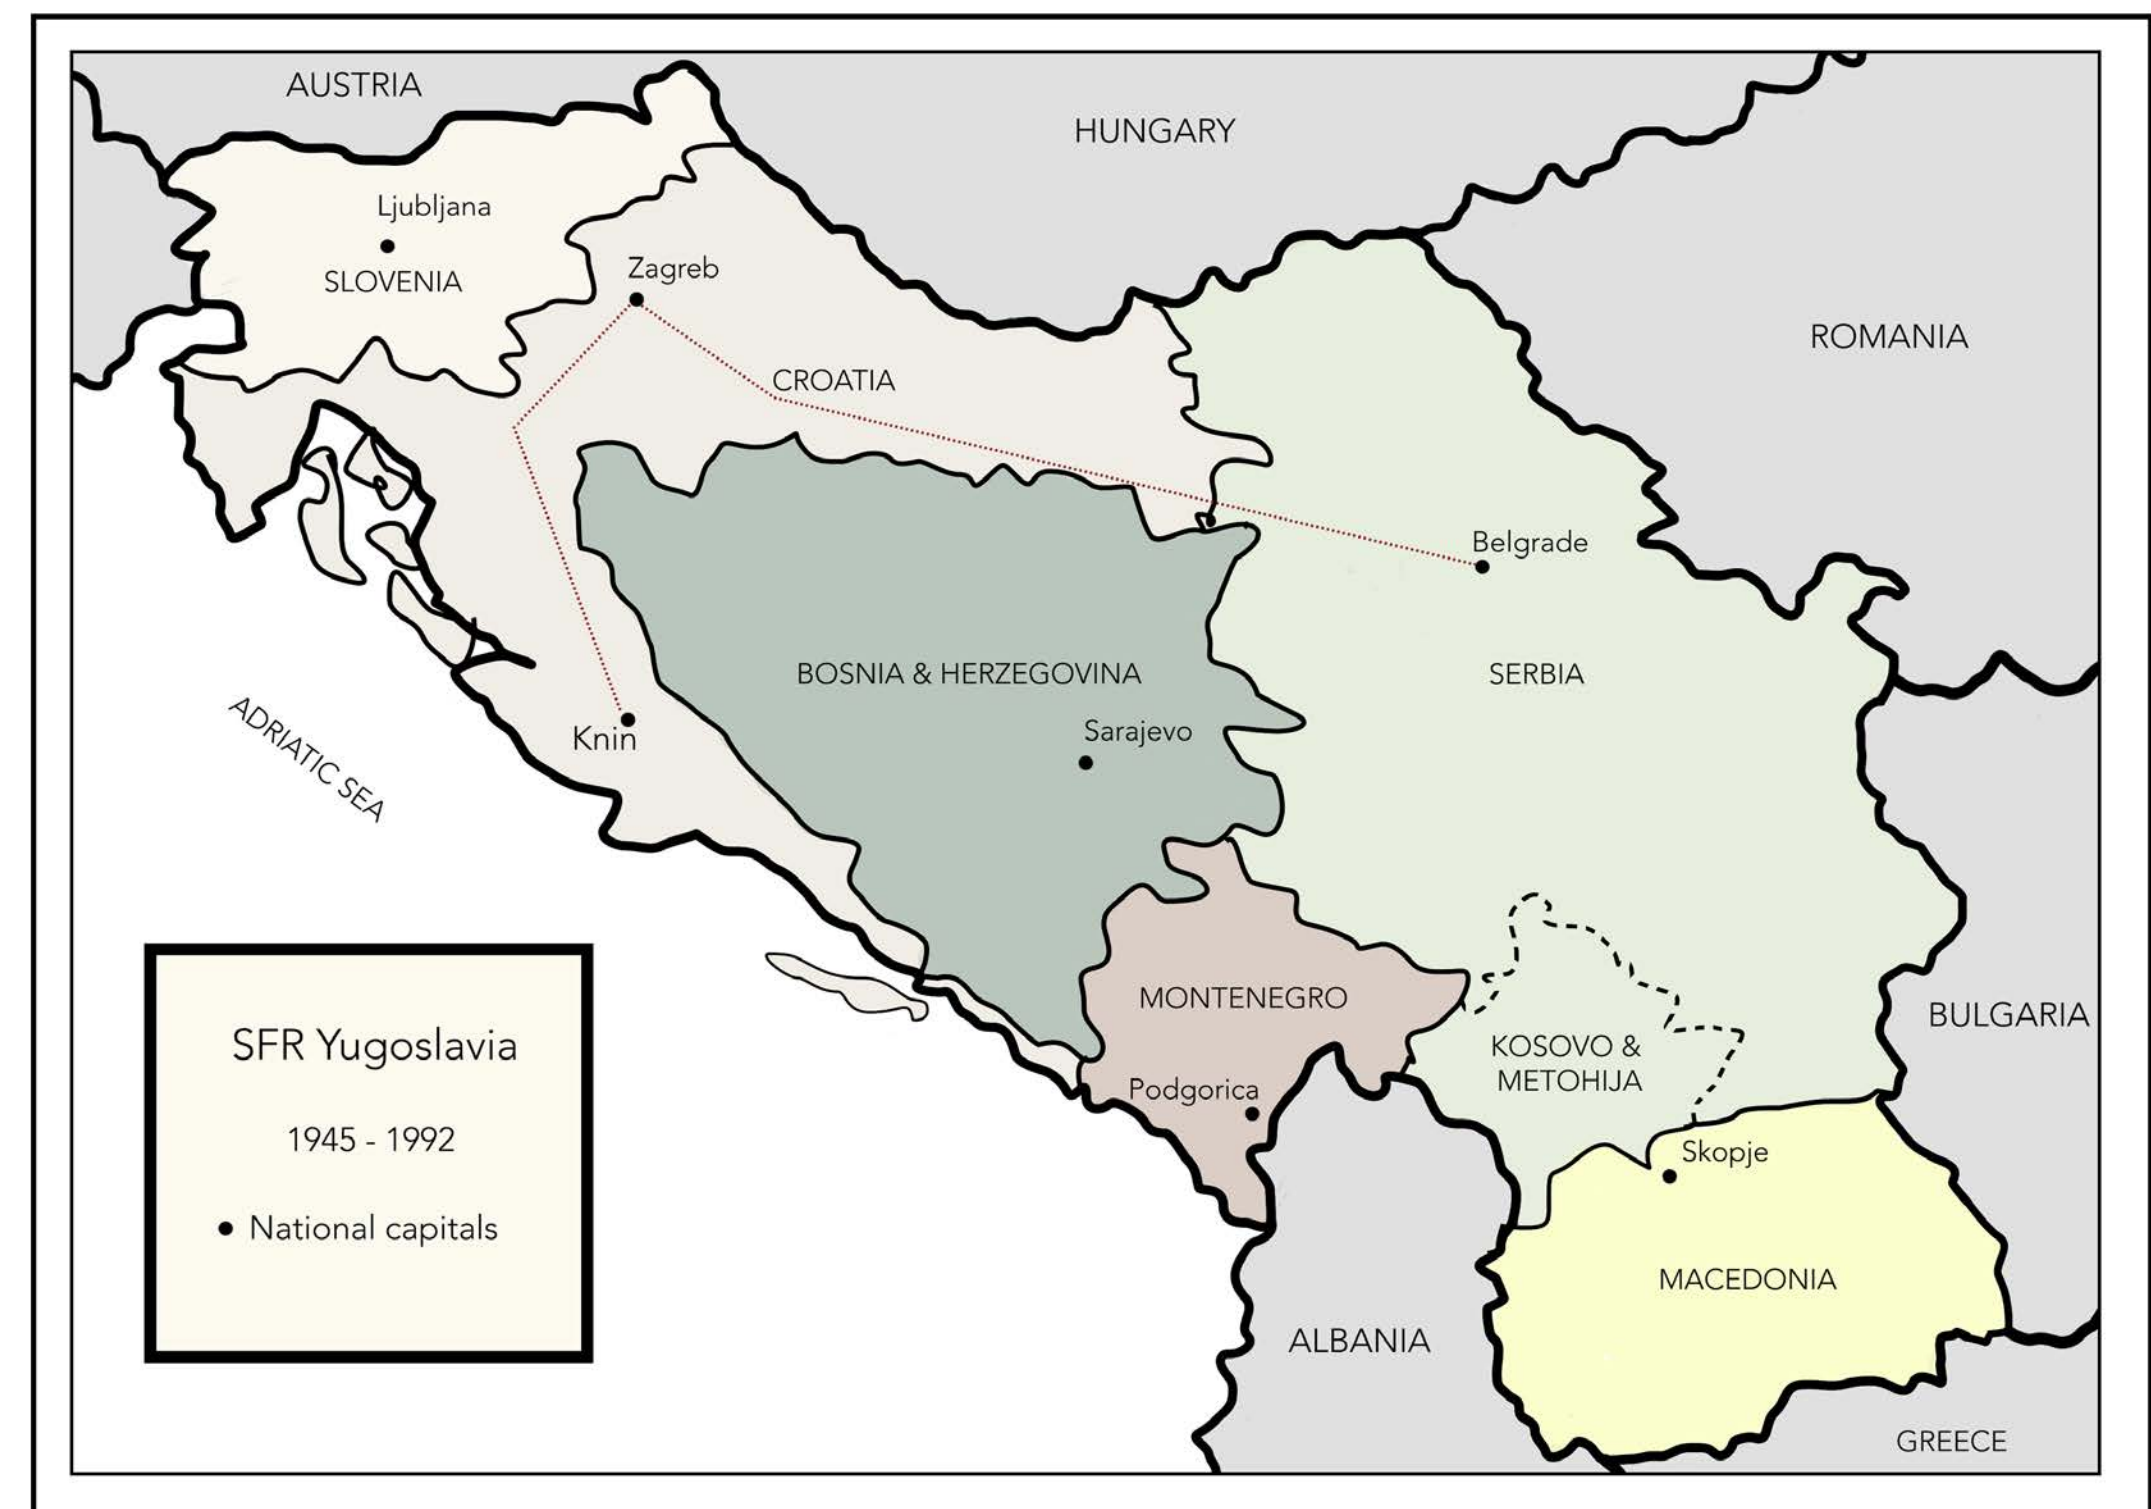 AUSTRIA
HUNGARY
Ljubljana
SLOVENIA
Zagreb
ROMANIA
CROATIA
Belgrade
BOSNIA & HERZEGOVINA
SERBIA
Sarajevo
Knin
ADRIATIC SEA
MONTENEGRO
BULGARIA
KOSOVO &
METOHIJA
Podgorica
Skopje
MACEDONIA
ALBANIA
GREECE
SFR Yugoslavia
1945 - 1992
National capitals